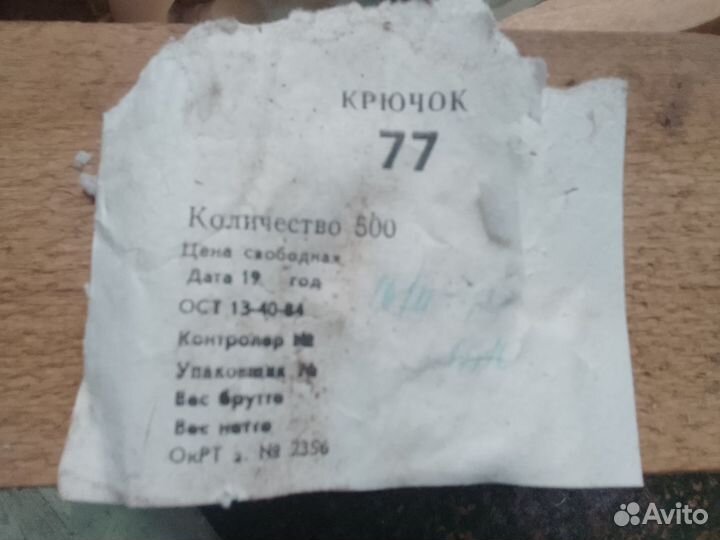 КРЮЧОК
77
Количество 500
Цена свободная
Дата 19 год
ОСТ 13-40-84
Контролер №
Упаковщик №
Вес брутто
Вес нетто
ОкРТ з. № 2356
Avito